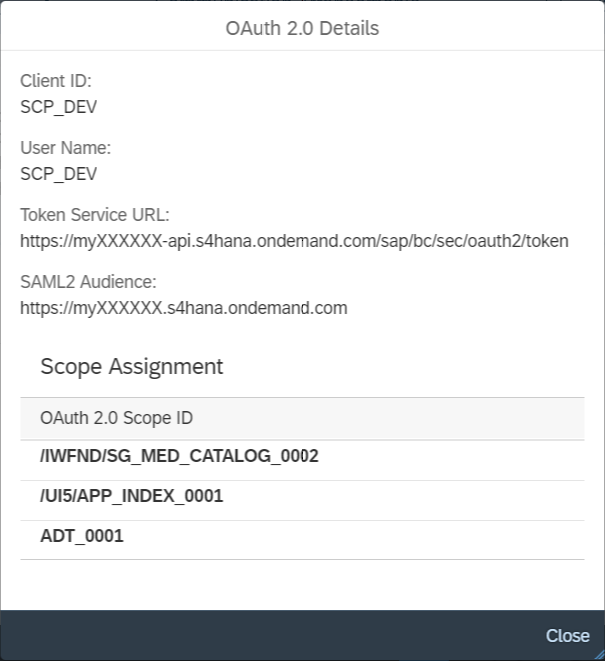 OAuth 2.0 Details
Client ID:
SCP_DEV
User Name:
SCP_DEV
Token Service URL:
https://myXXXXXX-api.s4hana.ondemand.com/sap/bc/sec/oauth2/token
SAML2 Audience:
https://myXXXXXX.s4hana.ondemand.com
Scope Assignment
OAuth 2.0 Scope ID
/IWFND/SG_MED_CATALOG_0002
/UI5/APP_INDEX_0001
ADT_0001
Close